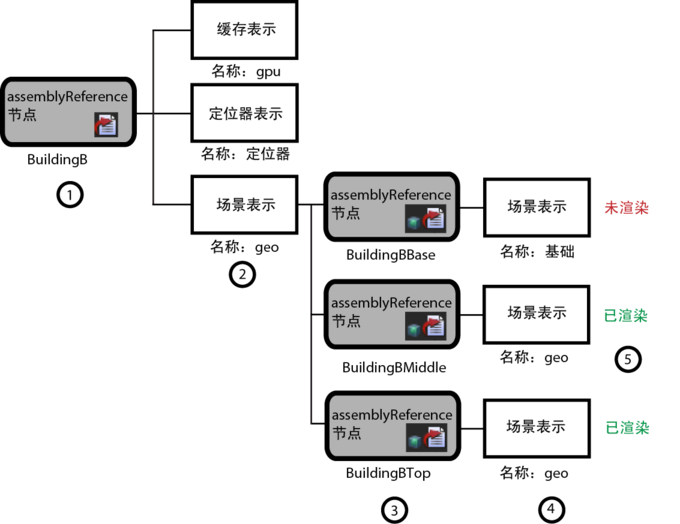 缓存表示
名称：gpu
assemblyReference
节点
BuildingB
1
定位器表示
名称：定位器
场景表示
名称：geo
2
assemblyReference
节点
BuildingBBase
场景表示
名称：基础
未渲染
assemblyReference
节点
BuildingBMiddle
场景表示
名称：geo
已渲染
5
assemblyReference
节点
BuildingBTop
3
场景表示
名称：geo
4
已渲染